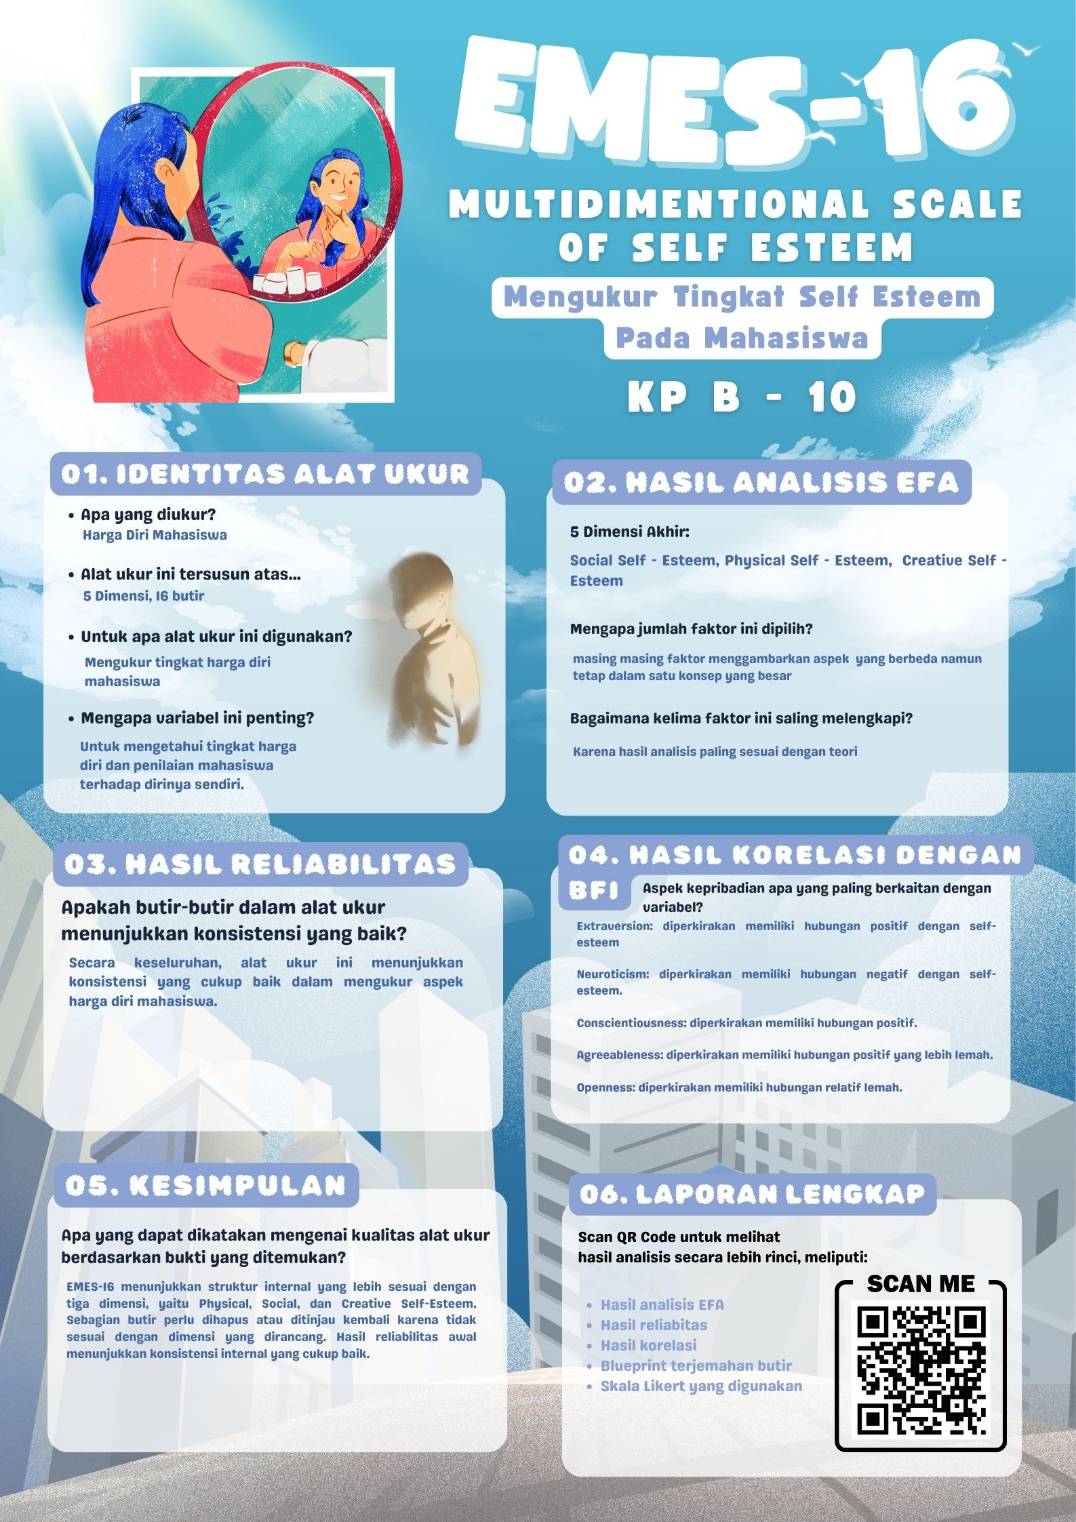 EMES-16
MULTIDIMENTIONAL SCALE
OF SELF ESTEEM
Mengukur Tingkat Self Esteem
Pada Mahasiswa
KP B - 10
01. IDENTITAS ALAT UKUR
• Apa yang diukur?
Harga Diri Mahasiswa
• Alat ukur ini tersusun atas...
5 Dimensi, 16 butir
• Untuk apa alat ukur ini digunakan?
Mengukur tingkat harga diri
mahasiswa
• Mengapa variabel ini penting?
Untuk mengetahui tingkat harga
diri dan penilaian mahasiswa
terhadap dirinya sendiri.
02. HASIL ANALISIS EFA
5 Dimensi Akhir:
Social Self - Esteem, Physical Self - Esteem, Creative Self -
Esteem
Mengapa jumlah faktor ini dipilih?
masing masing faktor menggambarkan aspek yang berbeda namun
tetap dalam satu konsep yang besar
Bagaimana kelima faktor ini saling melengkapi?
Karena hasil analisis paling sesuai dengan teori
03. HASIL RELIABILITAS
Apakah butir-butir dalam alat ukur
menunjukkan konsistensi yang baik?
Secara keseluruhan, alat ukur ini menunjukkan
konsistensi yang cukup baik dalam mengukur aspek
harga diri mahasiswa.
04. HASIL KORELASI DENGAN
BFI
Aspek kepribadian apa yang paling berkaitan dengan
variabel?
Extraversion: diperkirakan memiliki hubungan positif dengan self-
esteem
Neuroticism: diperkirakan memiliki hubungan negatif dengan self-
esteem.
Conscientiousness: diperkirakan memiliki hubungan positif.
Agreeableness: diperkirakan memiliki hubungan positif yang lebih lemah.
Openness: diperkirakan memiliki hubungan relatif lemah.
05. KESIMPULAN
Apa yang dapat dikatakan mengenai kualitas alat ukur
berdasarkan bukti yang ditemukan?
EMES-16 menunjukkan struktur internal yang lebih sesuai dengan
tiga dimensi, yaitu Physical, Social, dan Creative Self-Esteem.
Sebagian butir perlu dihapus atau ditinjau kembali karena tidak
sesuai dengan dimensi yang dirancang. Hasil reliabilitas awal
menunjukkan konsistensi internal yang cukup baik.
06. LAPORAN LENGKAP
Scan QR Code untuk melihat
hasil analisis secara lebih rinci, meliputi:
• Hasil analisis EFA
• Hasil reliabitas
• Hasil korelasi
• Blueprint terjemahan butir
• Skala Likert yang digunakan
SCAN ME